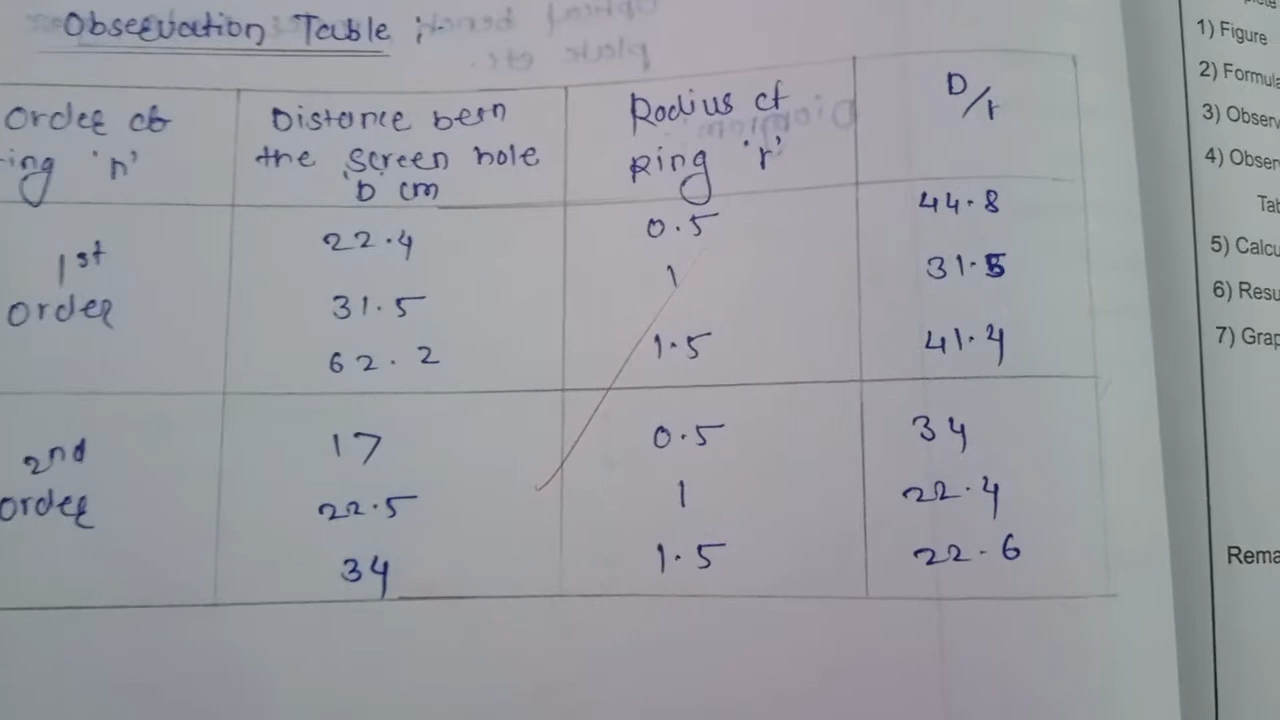 Observation Table :-
Order of ring 'n'
Distance betn the screen hole D cm
Radius of ring 'r'
D/r
1st order
22.4 0.5 44.8
31.5 1 31.5
62.2 1.5 41.4
2nd order
17 0.5 34
22.5 1 22.4
34 1.5 22.6
1) Figure
2) Formula
3) Observ
4) Obser
Tab
5) Calcu
6) Resu
7) Grap
Rema